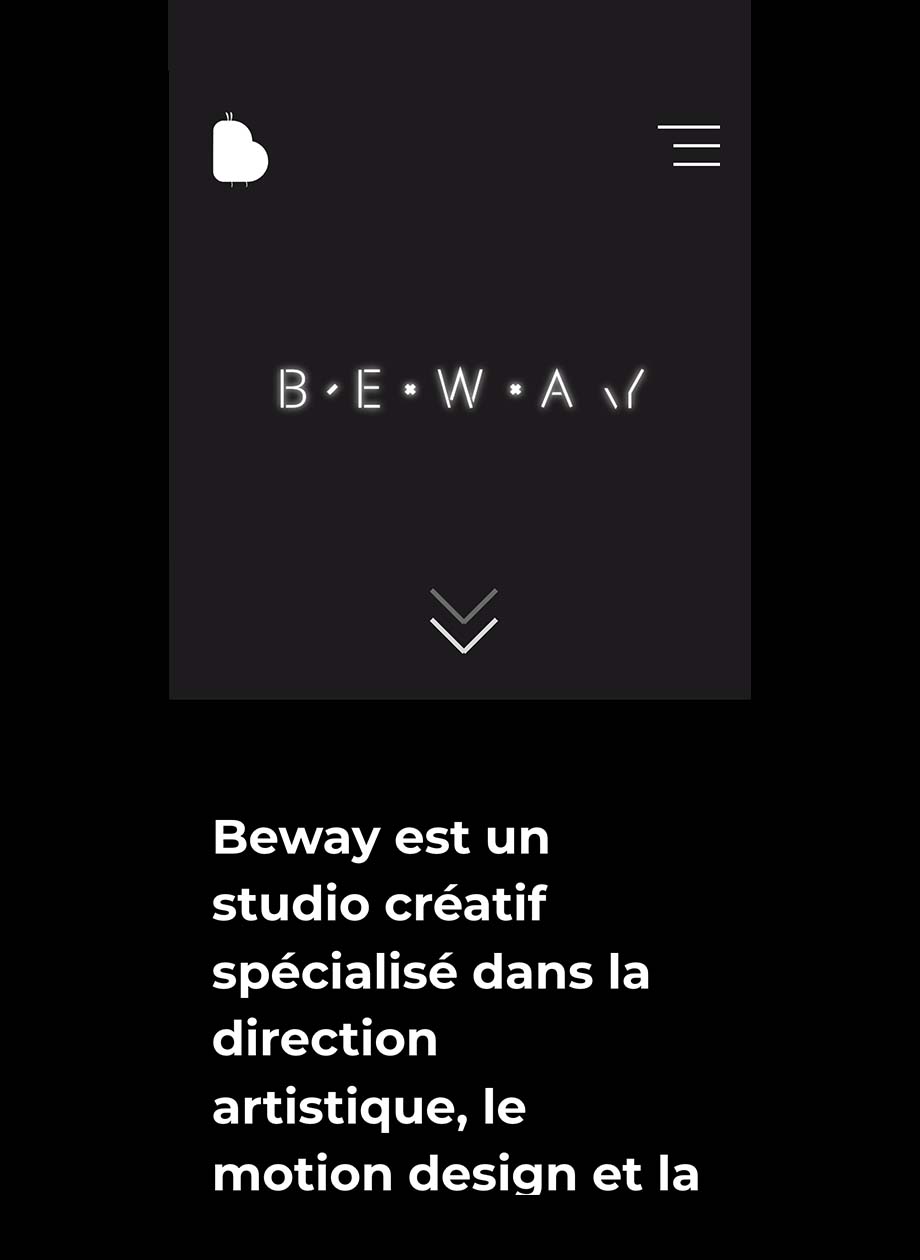 B E W A Y
Beway est un
studio créatif
spécialisé dans la
direction
artistique, le
motion design et la